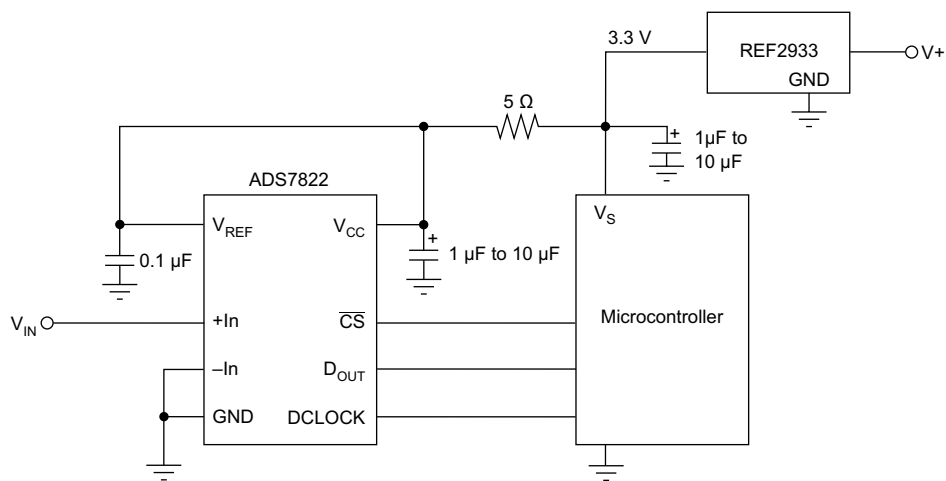 3.3 V
REF2933
GND
V+
5 Ω
+
1µF to
10 µF
ADS7822
VREF
VCC
VS
+
0.1 µF
1 µF to 10 µF
VIN
+In
CS
Microcontroller
–In
DOUT
GND
DCLOCK